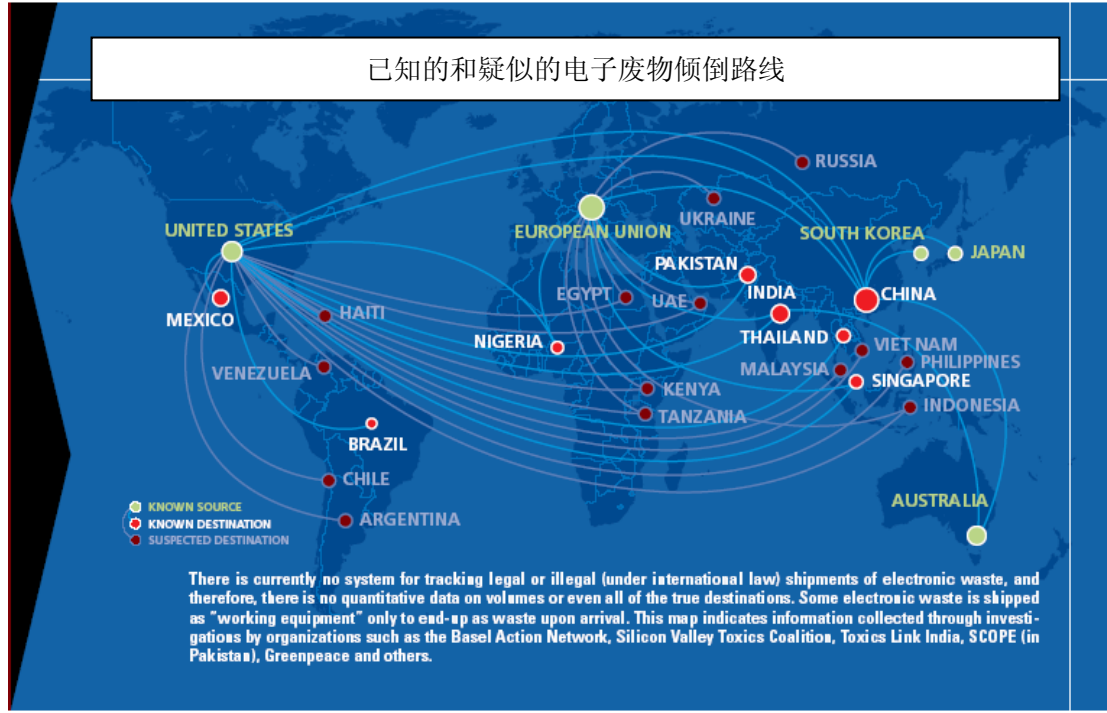 已知的和疑似的电子废物倾倒路线
RUSSIA
UKRAINE
UNITED STATES
EUROPEAN UNION
SOUTH KOREA
JAPAN
PAKISTAN
EGYPT
UAE
INDIA
CHINA
MEXICO
HAITI
NIGERIA
THAILAND
VIET NAM
VENEZUELA
MALAYSIA
PHILIPPINES
SINGAPORE
KENYA
TANZANIA
INDONESIA
BRAZIL
CHILE
ARGENTINA
AUSTRALIA
KNOWN SOURCE
KNOWN DESTINATION
SUSPECTED DESTINATION
There is currently no system for tracking legal or illegal (under international law) shipments of electronic waste, and
therefore, there is no quantitative data on volumes or even all of the true destinations. Some electronic waste is shipped
as "working equipment" only to end-up as waste upon arrival. This map indicates information collected through investi-
gations by organizations such as the Basel Action Network, Silicon Valley Toxics Coalition, Toxics Link India, SCOPE (in
Pakistan), Greenpeace and others.